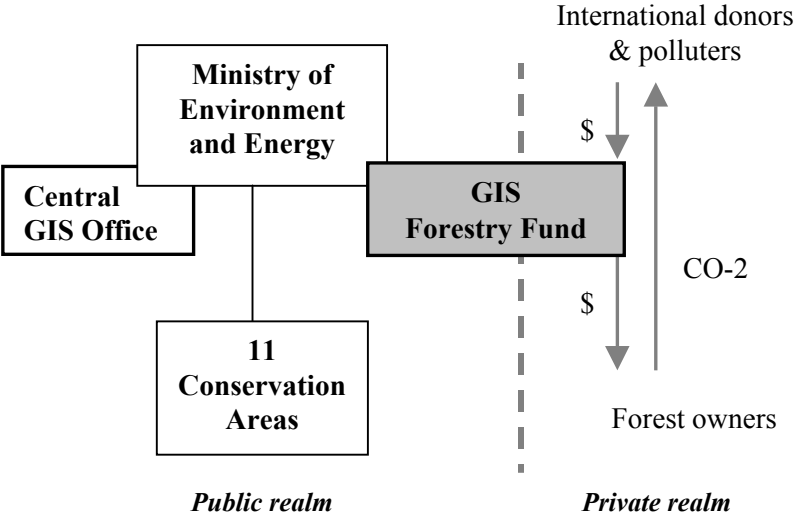 International donors
& polluters
Ministry of
Environment
and Energy
$
Central
GIS Office
GIS
Forestry Fund
CO-2
$
11
Conservation
Areas
Forest owners
Public realm
Private realm